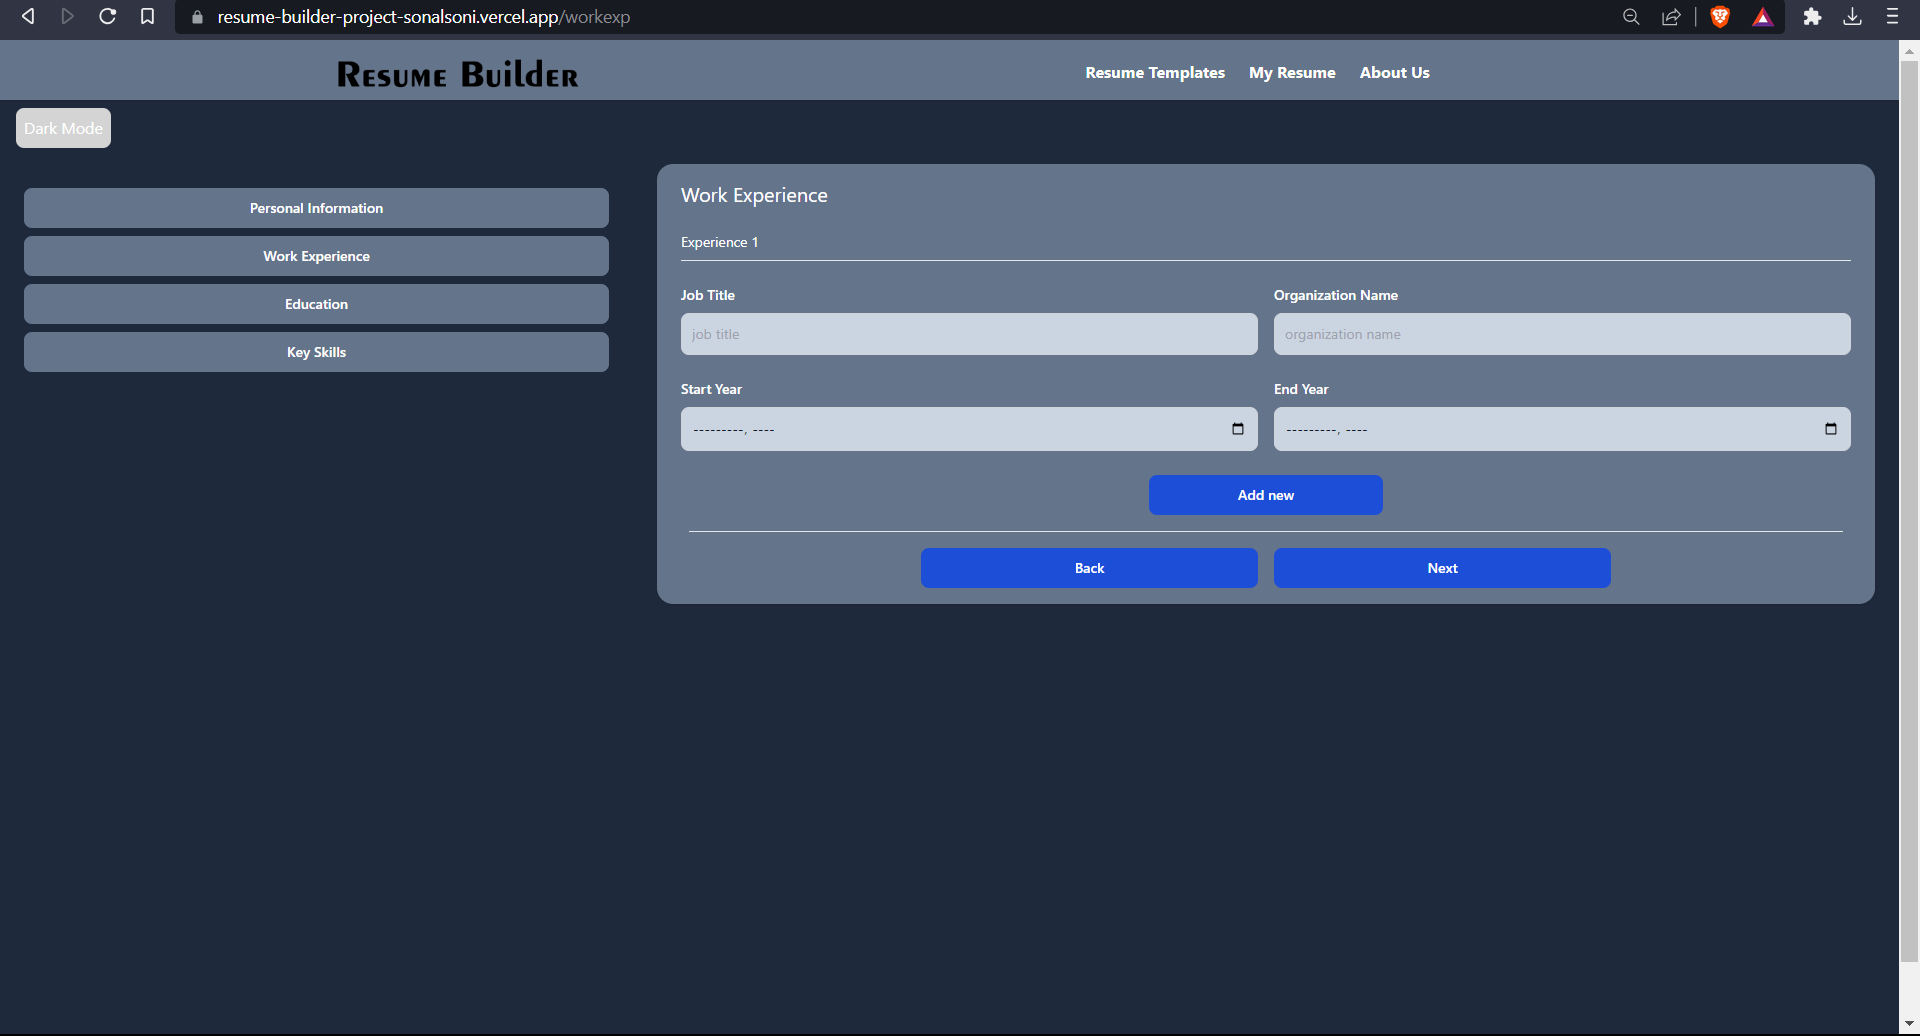 resume-builder-project-sonalsoni.vercel.app/workexp
Resume Builder
Resume Templates My Resume About Us
Dark Mode
Personal Information
Work Experience
Education
Key Skills
Work Experience
Experience 1
Job Title Organization Name
job title organization name
Start Year End Year
---------, ---- ---------, ----
Add new
Back Next